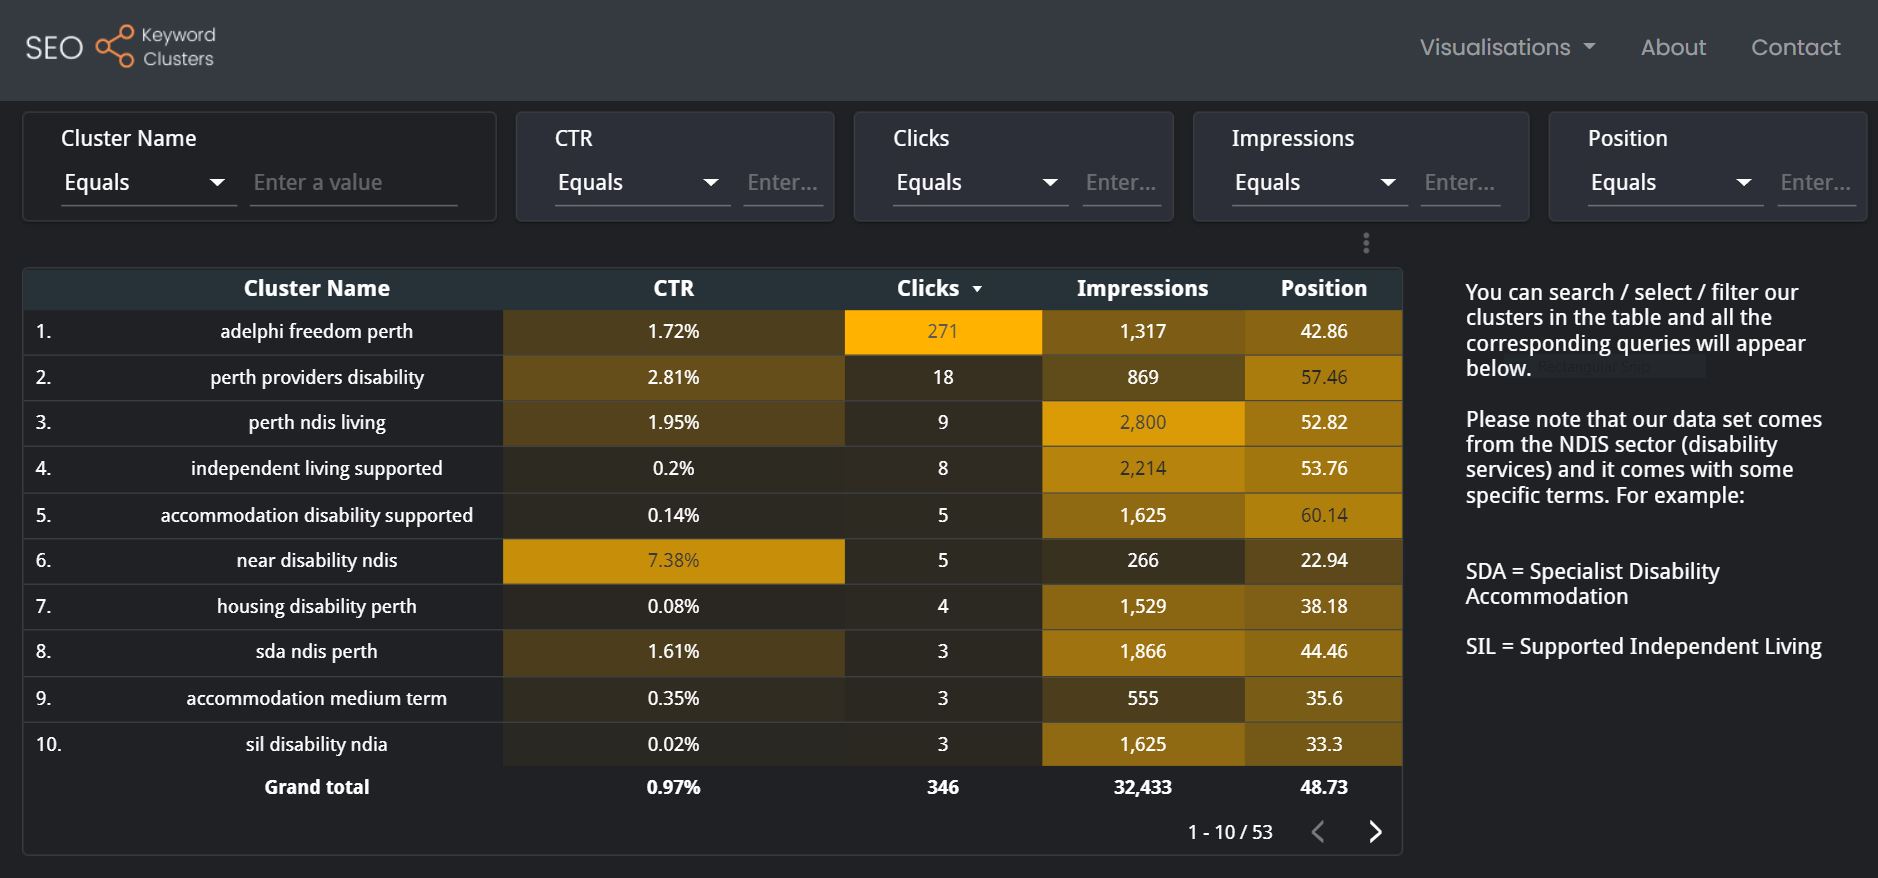 SEO Keyword Clusters
Visualisations About Contact
Cluster Name CTR Clicks Impressions Position
Equals Enter a value Equals Enter... Equals Enter... Equals Enter... Equals Enter...
Cluster Name CTR Clicks Impressions Position
1. adelphi freedom perth 1.72% 271 1,317 42.86
2. perth providers disability 2.81% 18 869 57.46
3. perth ndis living 1.95% 9 2,800 52.82
4. independent living supported 0.2% 8 2,214 53.76
5. accommodation disability supported 0.14% 5 1,625 60.14
6. near disability ndis 7.38% 5 266 22.94
7. housing disability perth 0.08% 4 1,529 38.18
8. sda ndis perth 1.61% 3 1,866 44.46
9. accommodation medium term 0.35% 3 555 35.6
10. sil disability ndia 0.02% 3 1,625 33.3
Grand total 0.97% 346 32,433 48.73
1 - 10 / 53
You can search / select / filter our
clusters in the table and all the
corresponding queries will appear
below.
Rectangular Snip
Please note that our data set comes
from the NDIS sector (disability
services) and it comes with some
specific terms. For example:
SDA = Specialist Disability
Accommodation
SIL = Supported Independent Living